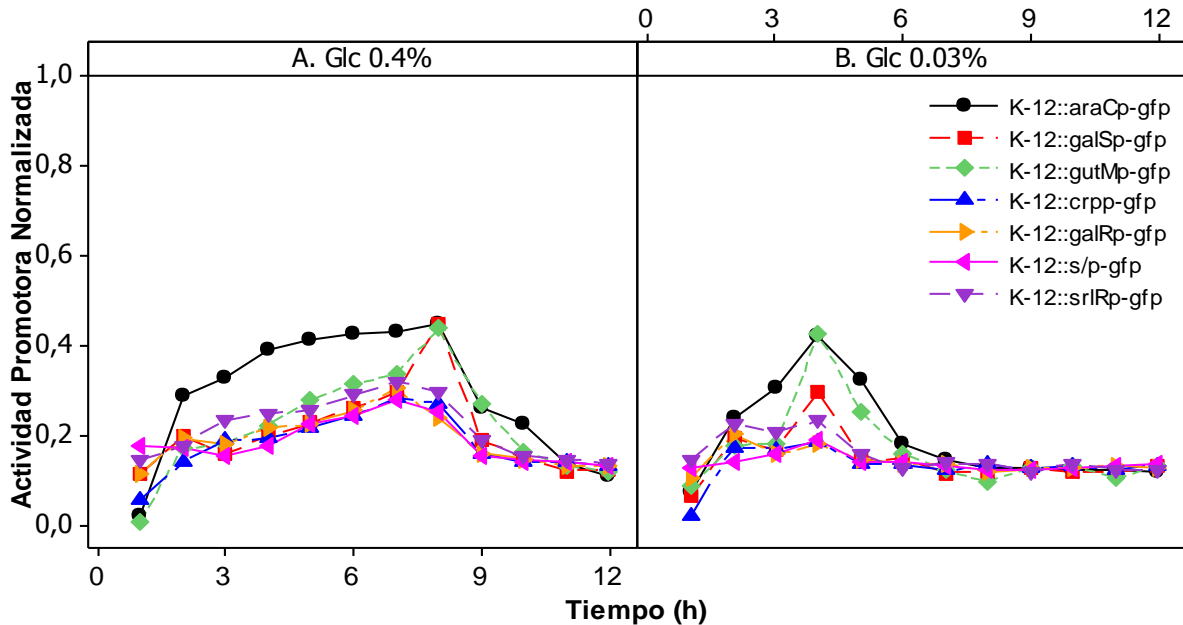 0 3 6 9 12
A. Glc 0.4% B. Glc 0.03%
1,0
0,8
0,6
0,4
0,2
0,0
Actividad Promotora Normalizada
K-12::araCp-gfp
K-12::galSp-gfp
K-12::gutMp-gfp
K-12::crpp-gfp
K-12::galRp-gfp
K-12::s/p-gfp
K-12::srlRp-gfp
0 3 6 9 12
Tiempo (h)